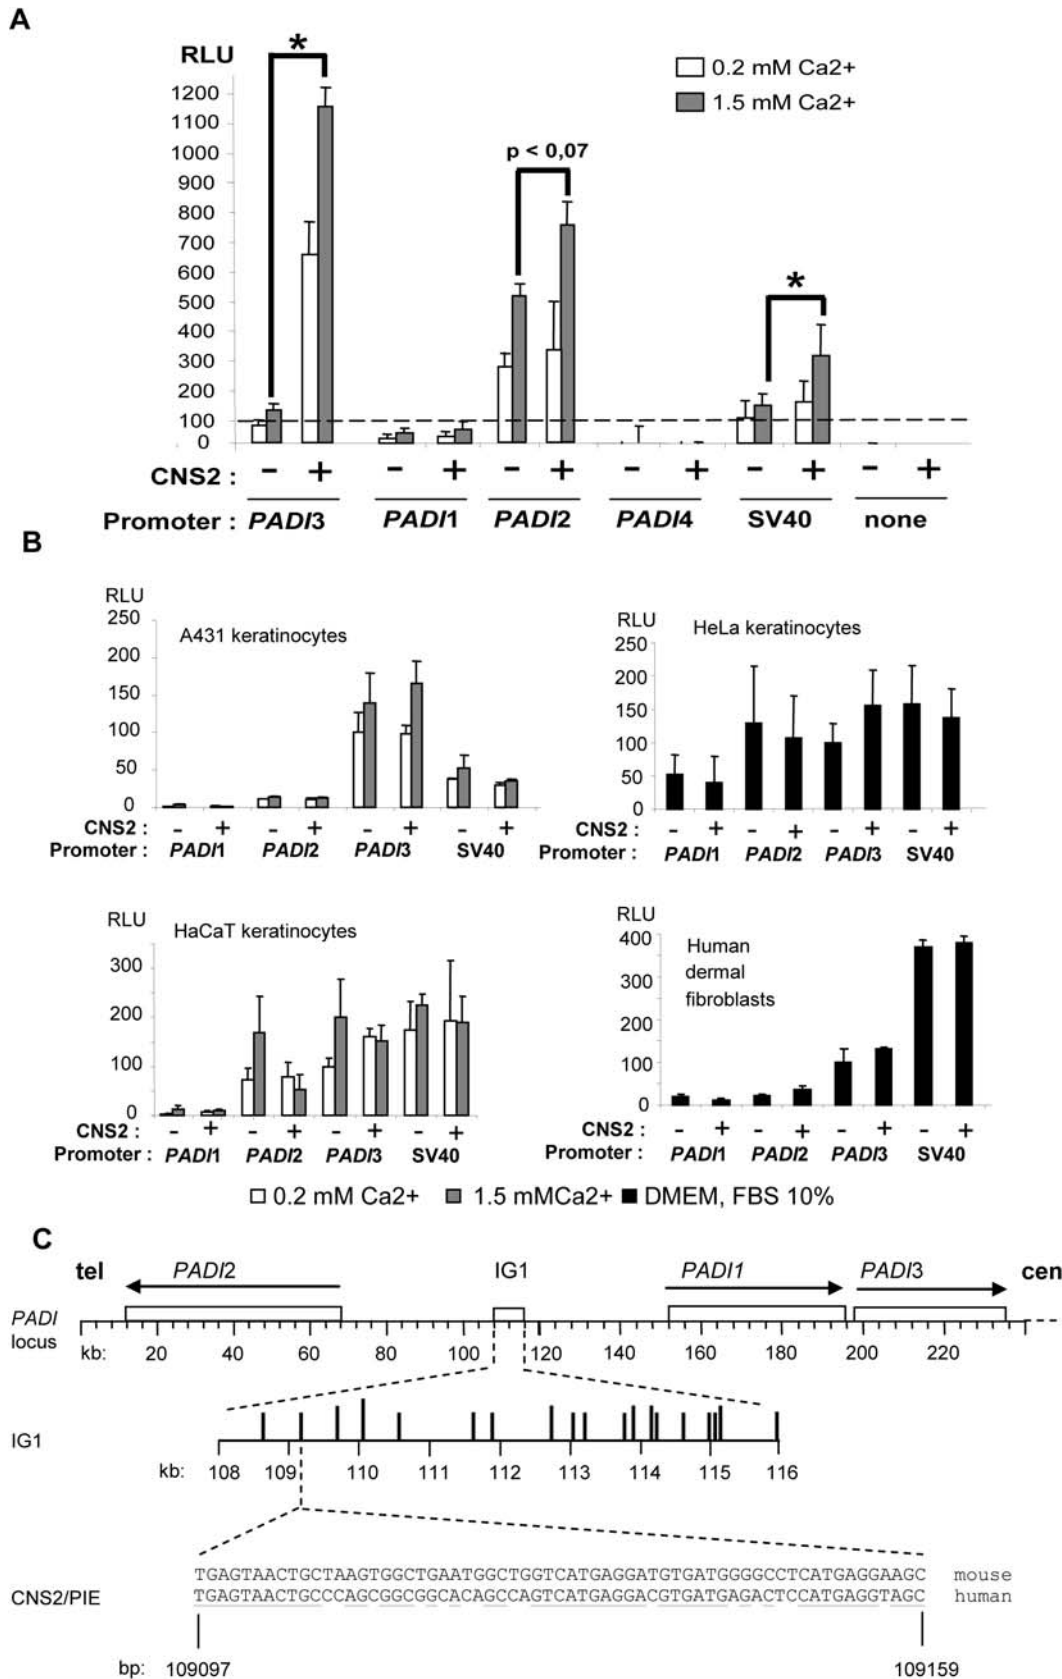 A
RLU
*
0.2 mM Ca2+
1.5 mM Ca2+
p < 0,07
*
1200
1100
1000
900
800
700
600
500
400
300
200
100
0
CNS2 : - + - + - + - + - + - +
Promoter : PADI3 PADI1 PADI2 PADI4 SV40 none
B
RLU
A431 keratinocytes
250
200
150
100
50
0
CNS2 : - + - + - + - +
Promoter : PADI1 PADI2 PADI3 SV40
RLU
HeLa keratinocytes
250
200
150
100
50
0
CNS2 : - + - + - + - +
Promoter : PADI1 PADI2 PADI3 SV40
RLU
HaCaT keratinocytes
300
200
100
0
CNS2 : - + - + - + - +
Promoter : PADI1 PADI2 PADI3 SV40
RLU
Human
dermal
fibroblasts
400
300
200
100
0
CNS2 : - + - + - + - +
Promoter : PADI1 PADI2 PADI3 SV40
0.2 mM Ca2+ 1.5 mMCa2+ DMEM, FBS 10%
C
tel PADI2 IG1 PADI1 PADI3 cen
PADI
locus
kb: 20 40 60 80 100 120 140 160 180 200 220
IG1
kb: 108 109 110 111 112 113 114 115 116
TGAGTAACTGCTAAGTGGCTGAATGGCTGGTCATGAGGATGTGATGGGGCCTCATGAGGAAGC mouse
CNS2/PIE TGAGTAACTGCCCAGCGGCGGCACAGCCAGTCATGAGGACGTGATGAGACTCCATGAGGTAGC human
bp: 109097 109159